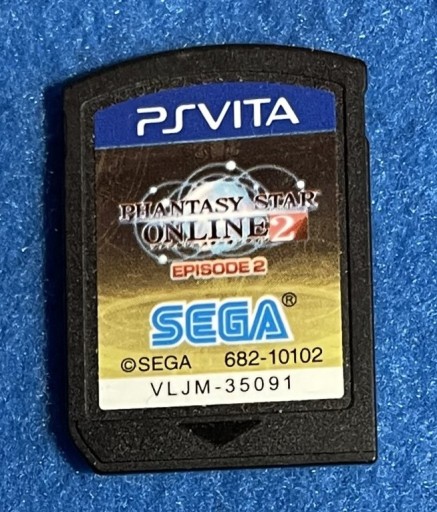 PSVITA
PHANTASY STAR
ONLINE 2
EPISODE 2
SEGA®
©SEGA 682-10102
VLJM-35091